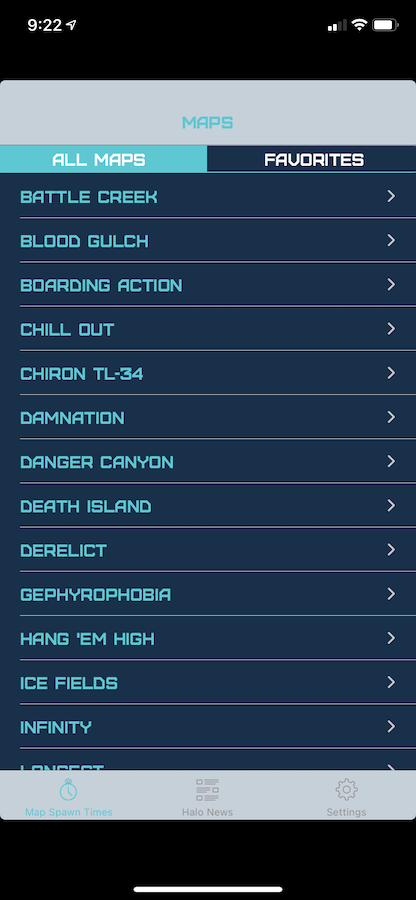 9:22
MAPS
ALL MAPS FAVORITES
BATTLE CREEK
BLOOD GULCH
BOARDING ACTION
CHILL OUT
CHIRON TL-34
DAMNATION
DANGER CANYON
DEATH ISLAND
DERELICT
GEPHYROPHOBIA
HANG 'EM HIGH
ICE FIELDS
INFINITY
LONGEST
Map Spawn Times Halo News Settings